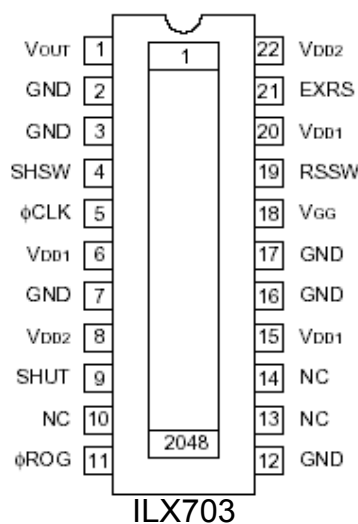 VOUT 1 1 22 VDD2
GND 2 21 EXRS
GND 3 20 VDD1
SHSW 4 19 RSSW
ϕCLK 5 18 VGG
VDD1 6 17 GND
GND 7 16 GND
VDD2 8 15 VDD1
SHUT 9 14 NC
NC 10 13 NC
ϕROG 11 2048 12 GND
ILX703